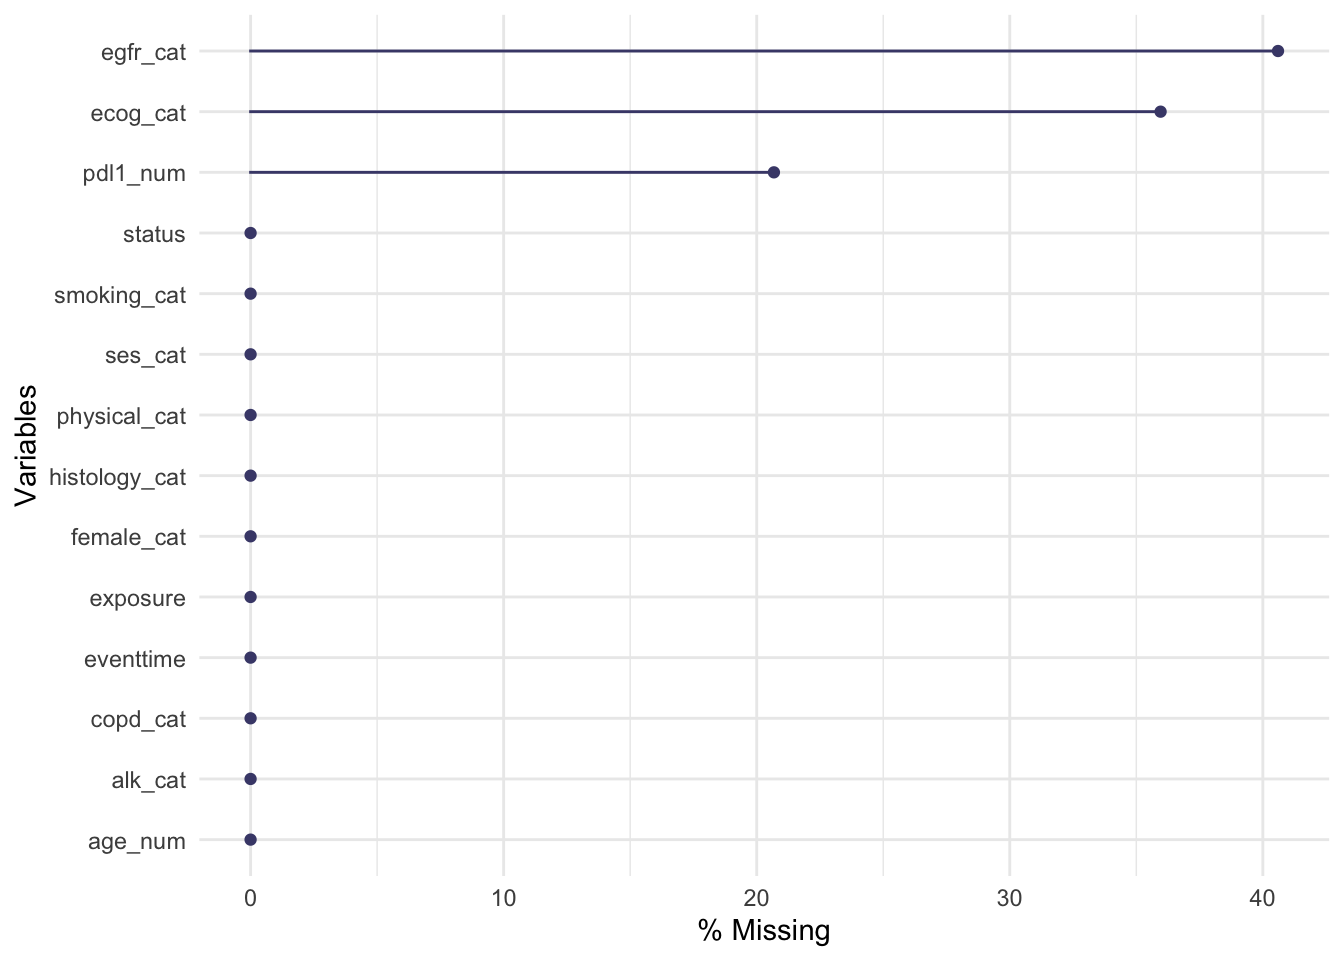 egfr_cat
ecog_cat
pdl1_num
status
smoking_cat
ses_cat
physical_cat
histology_cat
female_cat
exposure
eventtime
copd_cat
alk_cat
age_num
Variables
0 10 20 30 40
% Missing